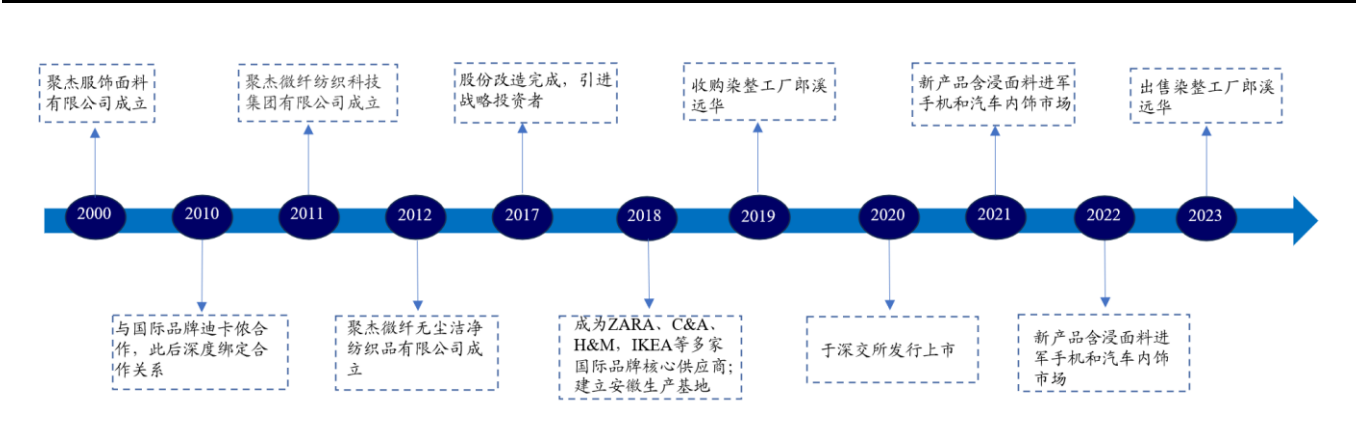 聚杰服饰面料
有限公司成立
聚杰微纤纺织科技
集团有限公司成立
股份改造完成，引进
战略投资者
收购染整工厂郎溪
远华
新产品含浸面料进军
手机和汽车内饰市场
出售染整工厂郎溪
远华
2000
2010
2011
2012
2017
2018
2019
2020
2021
2022
2023
与国际品牌迪卡侬合
作，此后深度绑定合
作关系
聚杰微纤无尘洁净
纺织品有限公司成
立
成为ZARA、C&A、
H&M，IKEA等多家
国际品牌核心供应商；
建立安徽生产基地
于深交所发行上市
新产品含浸面料进
军手机和汽车内饰
市场